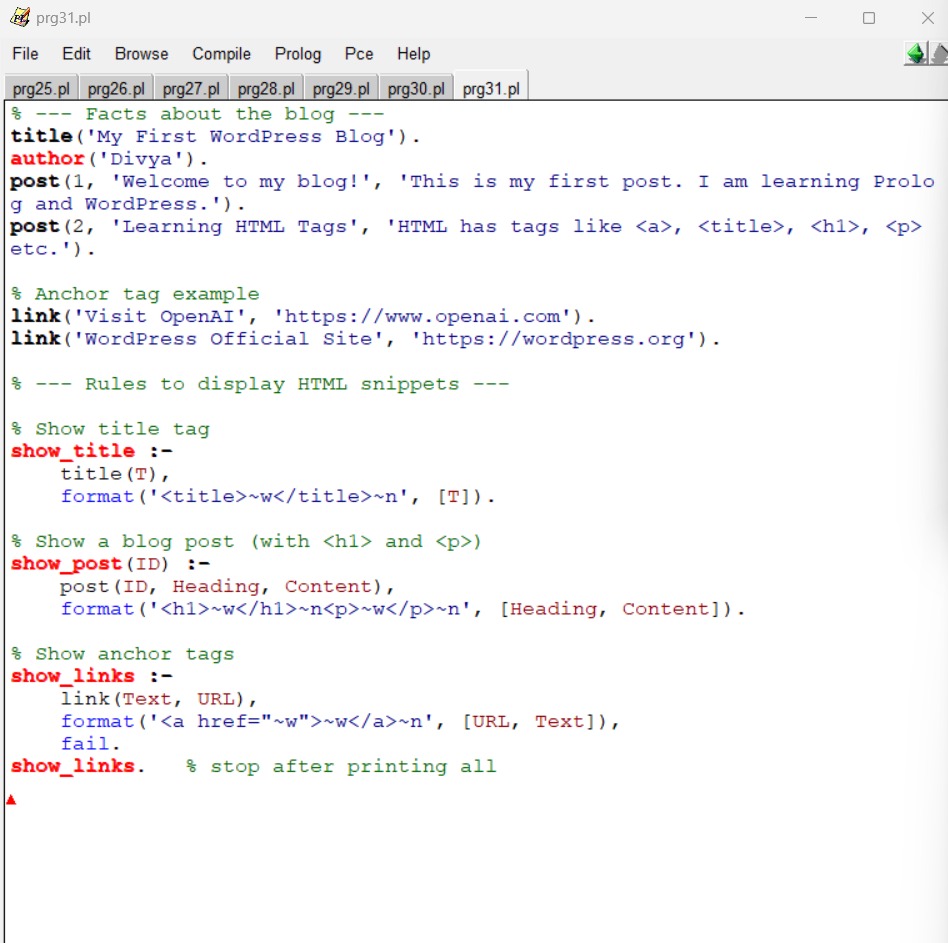 prg31.pl
File Edit Browse Compile Prolog Pce Help
prg25.pl prg26.pl prg27.pl prg28.pl prg29.pl prg30.pl prg31.pl
% --- Facts about the blog ---
title('My First WordPress Blog').
author('Divya').
post(1, 'Welcome to my blog!', 'This is my first post. I am learning Prolo
g and WordPress.').
post(2, 'Learning HTML Tags', 'HTML has tags like <a>, <title>, <h1>, <p>
etc.').

% Anchor tag example
link('Visit OpenAI', 'https://www.openai.com').
link('WordPress Official Site', 'https://wordpress.org').

% --- Rules to display HTML snippets ---

% Show title tag
show_title :-
    title(T),
    format('<title>~w</title>~n', [T]).

% Show a blog post (with <h1> and <p>)
show_post(ID) :-
    post(ID, Heading, Content),
    format('<h1>~w</h1>~n<p>~w</p>~n', [Heading, Content]).

% Show anchor tags
show_links :-
    link(Text, URL),
    format('<a href="~w">~w</a>~n', [URL, Text]),
    fail.
show_links.   % stop after printing all